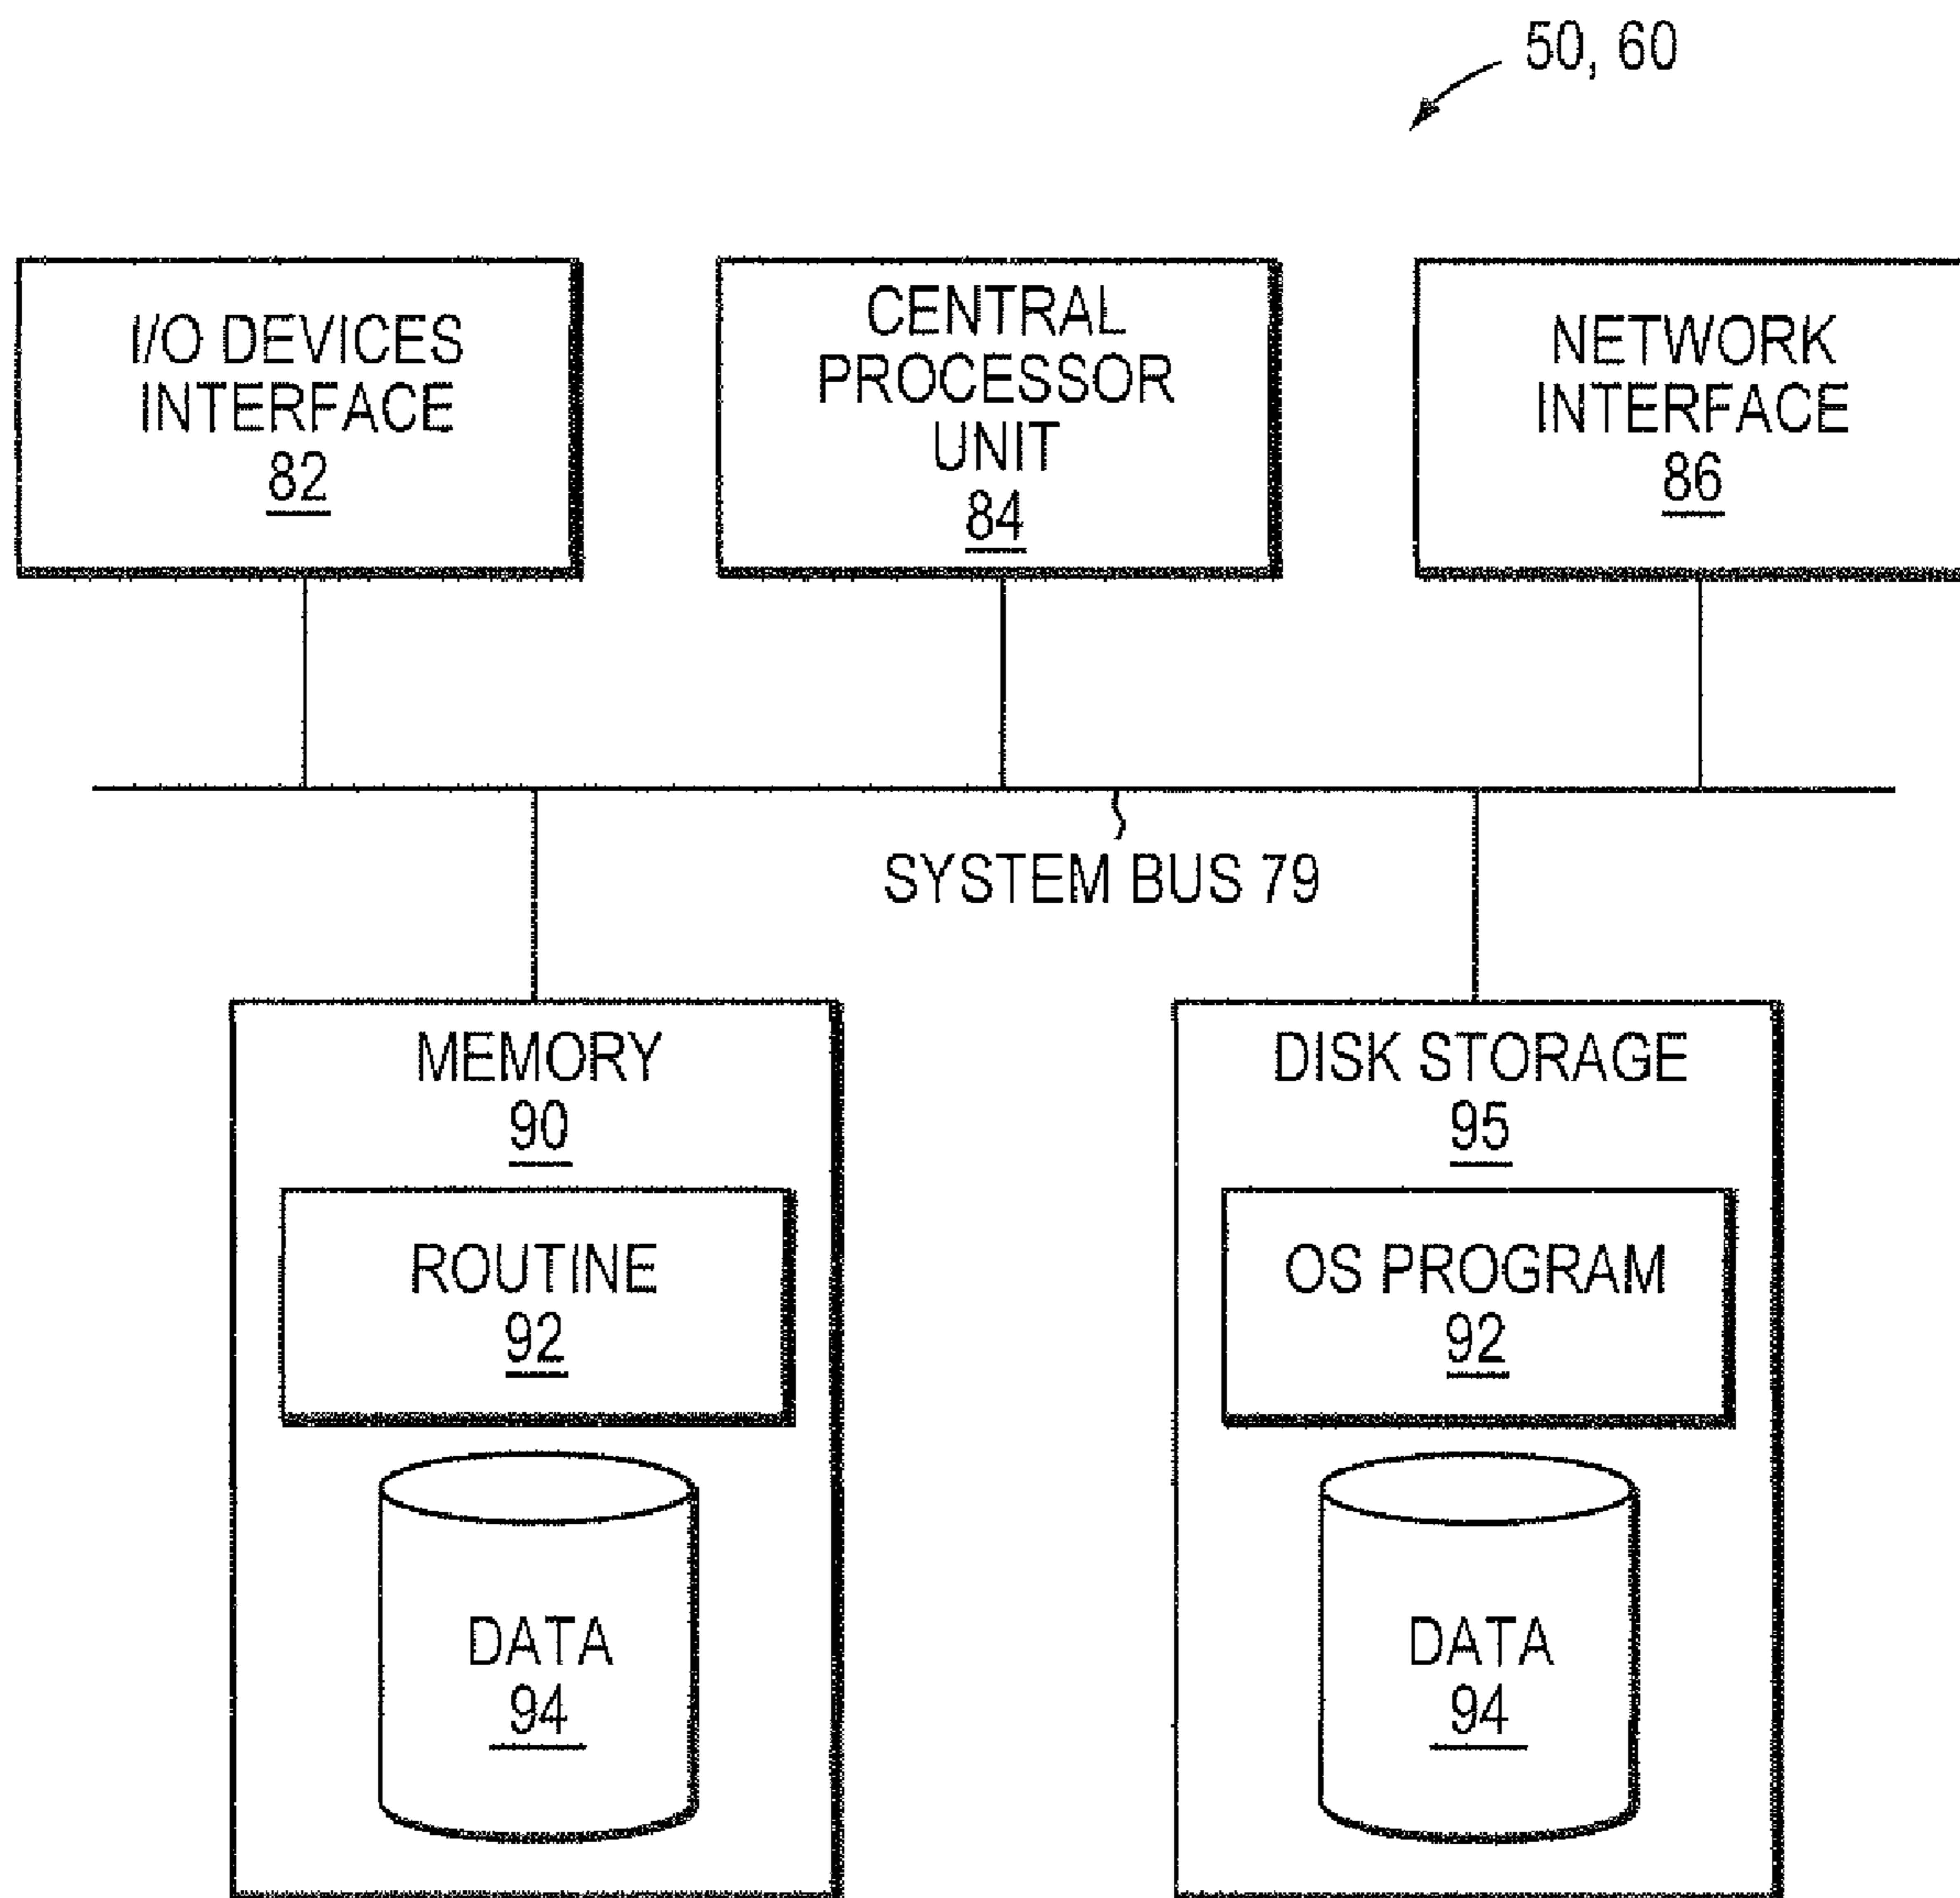 50, 60
I/O DEVICES
INTERFACE
82
CENTRAL
PROCESSOR
UNIT
84
NETWORK
INTERFACE
86
SYSTEM BUS 79
MEMORY
90
ROUTINE
92
DATA
94
DISK STORAGE
95
OS PROGRAM
92
DATA
94